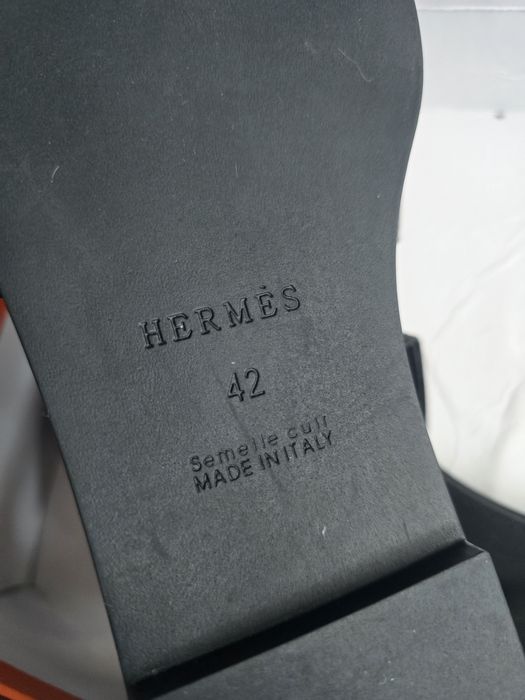 HERMÈS
42
Semelle cuir
MADE IN ITALY